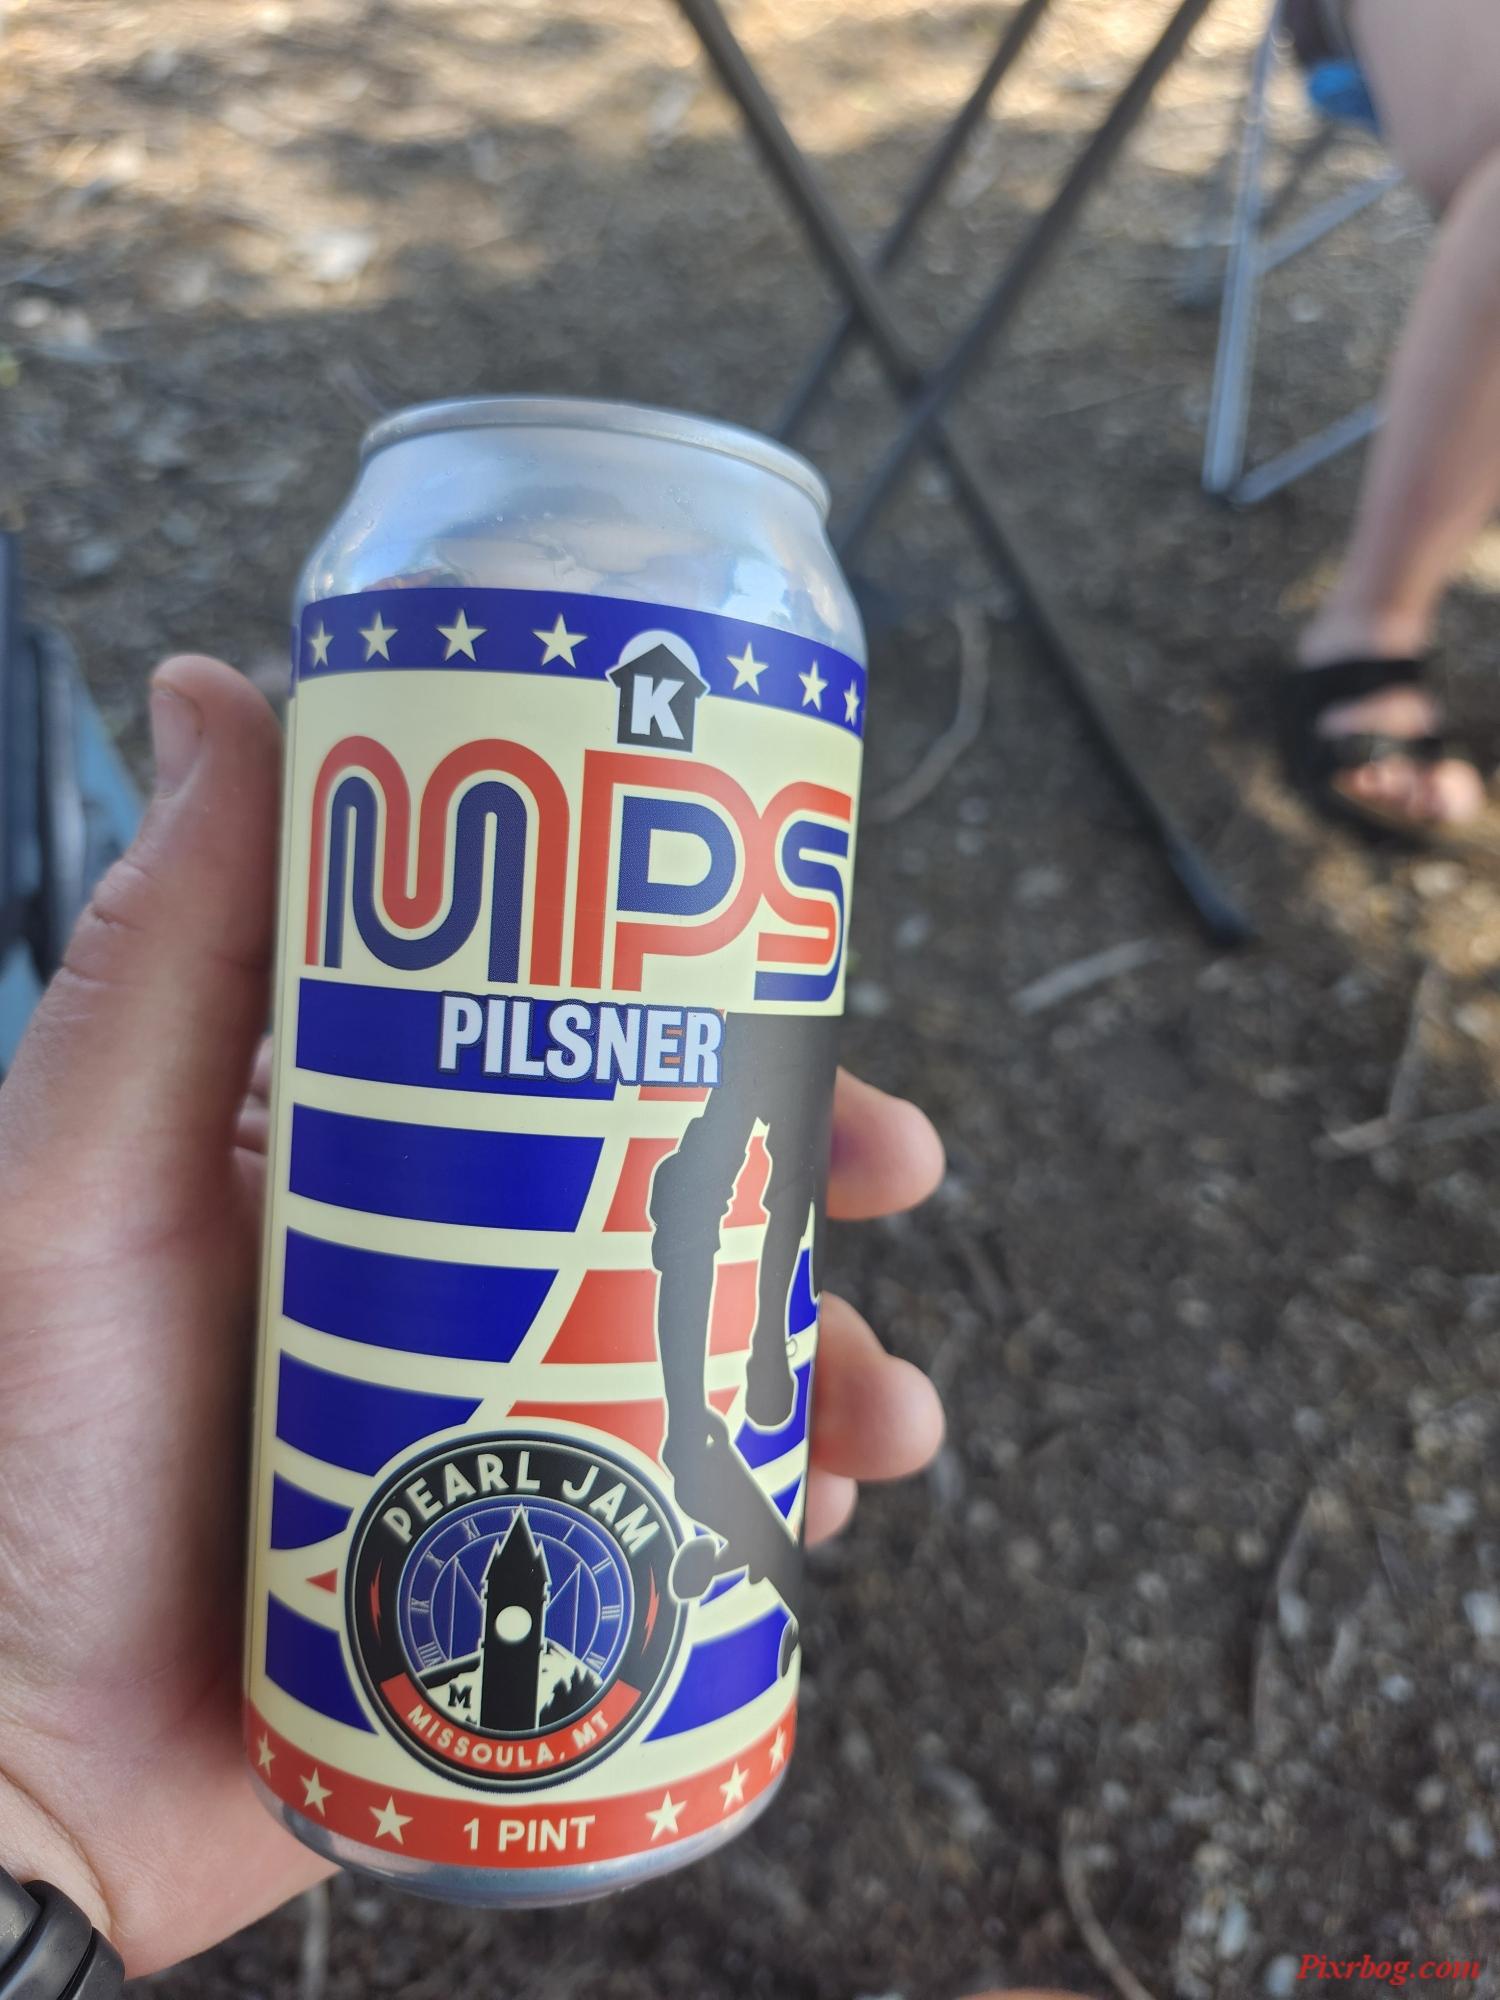 K
MPS
PILSNER
PEARL JAM
M
MISSOULA, MT
1 PINT
Pixrbog.com